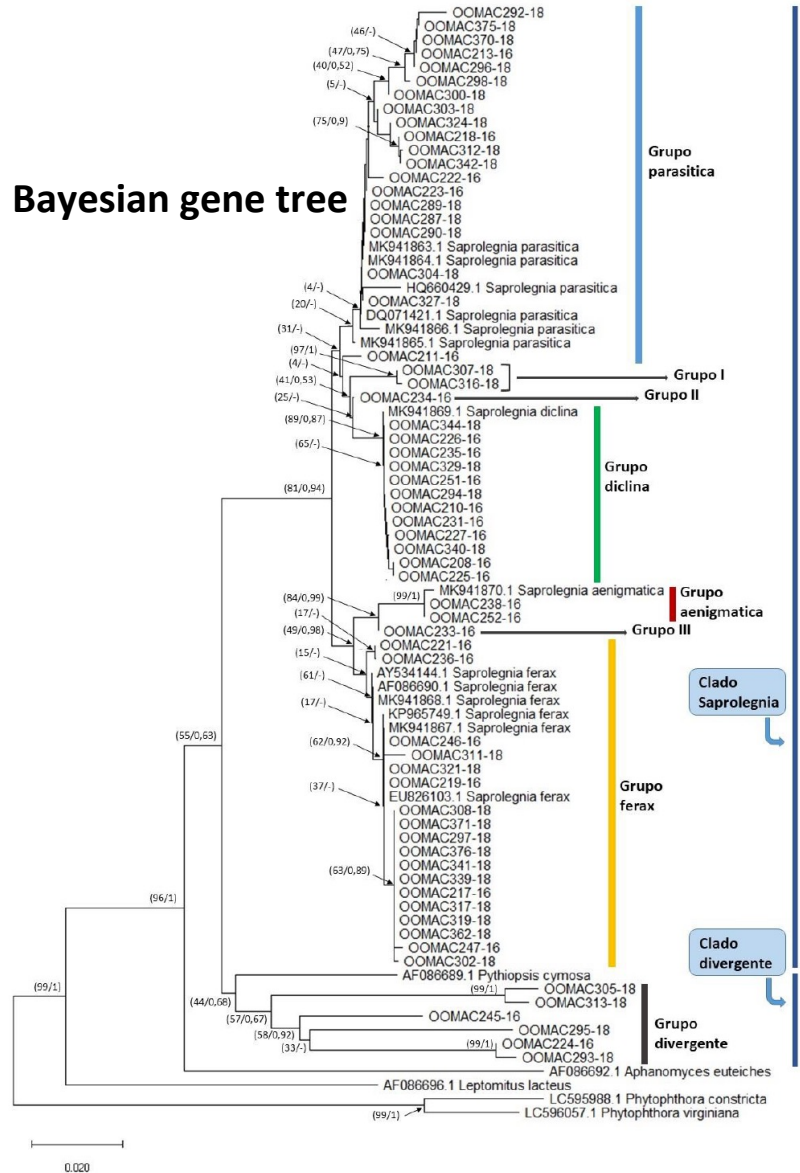 OOMAC292-18
OOMAC375-18
(46/-)
OOMAC370-18
(47/0,75)
OOMAC213-16
(40/0,52)
OOMAC296-18
OOMAC298-18
(5/-)
OOMAC300-18
OOMAC303-18
(75/0,9)
OOMAC324-18
OOMAC218-16
OOMAC312-18
OOMAC342-18
Grupo
parasitica
OOMAC222-16
Bayesian gene tree
OOMAC223-16
OOMAC289-18
OOMAC287-18
OOMAC290-18
MK941863.1 Saprolegnia parasitica
MK941864.1 Saprolegnia parasitica
OOMAC304-18
(4/-)
HQ660429.1 Saprolegnia parasitica
(20/-)
OOMAC327-18
DQ071421.1 Saprolegnia parasitica
(31/-)
MK941866.1 Saprolegnia parasitica
MK941865.1 Saprolegnia parasitica
(97/1)
OOMAC211-16
(4/-)
OOMAC307-18
Grupo I
(41/0,53)
OOMAC316-18
(25/-)
OOMAC234-16
Grupo II
MK941869.1 Saprolegnia diclina
(89/0,87)
OOMAC344-18
OOMAC226-16
(65/-)
OOMAC235-16
OOMAC329-18
Grupo
diclina
OOMAC251-16
(81/0,94)
OOMAC294-18
OOMAC210-16
OOMAC231-16
OOMAC227-16
OOMAC340-18
OOMAC208-16
OOMAC225-16
MK941870.1 Saprolegnia aenigmatica
Grupo
aenigmatica
(84/0,99)
(99/1)
OOMAC238-16
(17/-)
OOMAC252-16
(49/0,98)
OOMAC233-16
Grupo III
OOMAC221-16
(15/-)
OOMAC236-16
(61/-)
AY534144.1 Saprolegnia ferax
Clado
Saprolegnia
AF086690.1 Saprolegnia ferax
(17/-)
MK941868.1 Saprolegnia ferax
KP965749.1 Saprolegnia ferax
MK941867.1 Saprolegnia ferax
(55/0,63)
(62/0,92)
OOMAC246-16
OOMAC311-18
OOMAC321-18
(37/-)
OOMAC219-16
Grupo
ferax
EU826103.1 Saprolegnia ferax
OOMAC308-18
OOMAC371-18
OOMAC297-18
OOMAC376-18
(63/0,89)
OOMAC341-18
OOMAC339-18
(96/1)
OOMAC217-16
OOMAC317-18
OOMAC319-18
OOMAC362-18
Clado
divergente
OOMAC247-16
OOMAC302-18
AF086689.1 Pythiopsis cymosa
(99/1)
(99/1)
OOMAC305-18
(44/0,68)
OOMAC313-18
(57/0,67)
OOMAC245-16
Grupo
divergente
(58/0,92)
OOMAC295-18
(33/-)
(99/1)
OOMAC224-16
OOMAC293-18
AF086692.1 Aphanomyces euteiches
AF086696.1 Leptomitus lacteus
LC595988.1 Phytophthora constricta
(99/1)
LC596057.1 Phytophthora virginiana
0.020